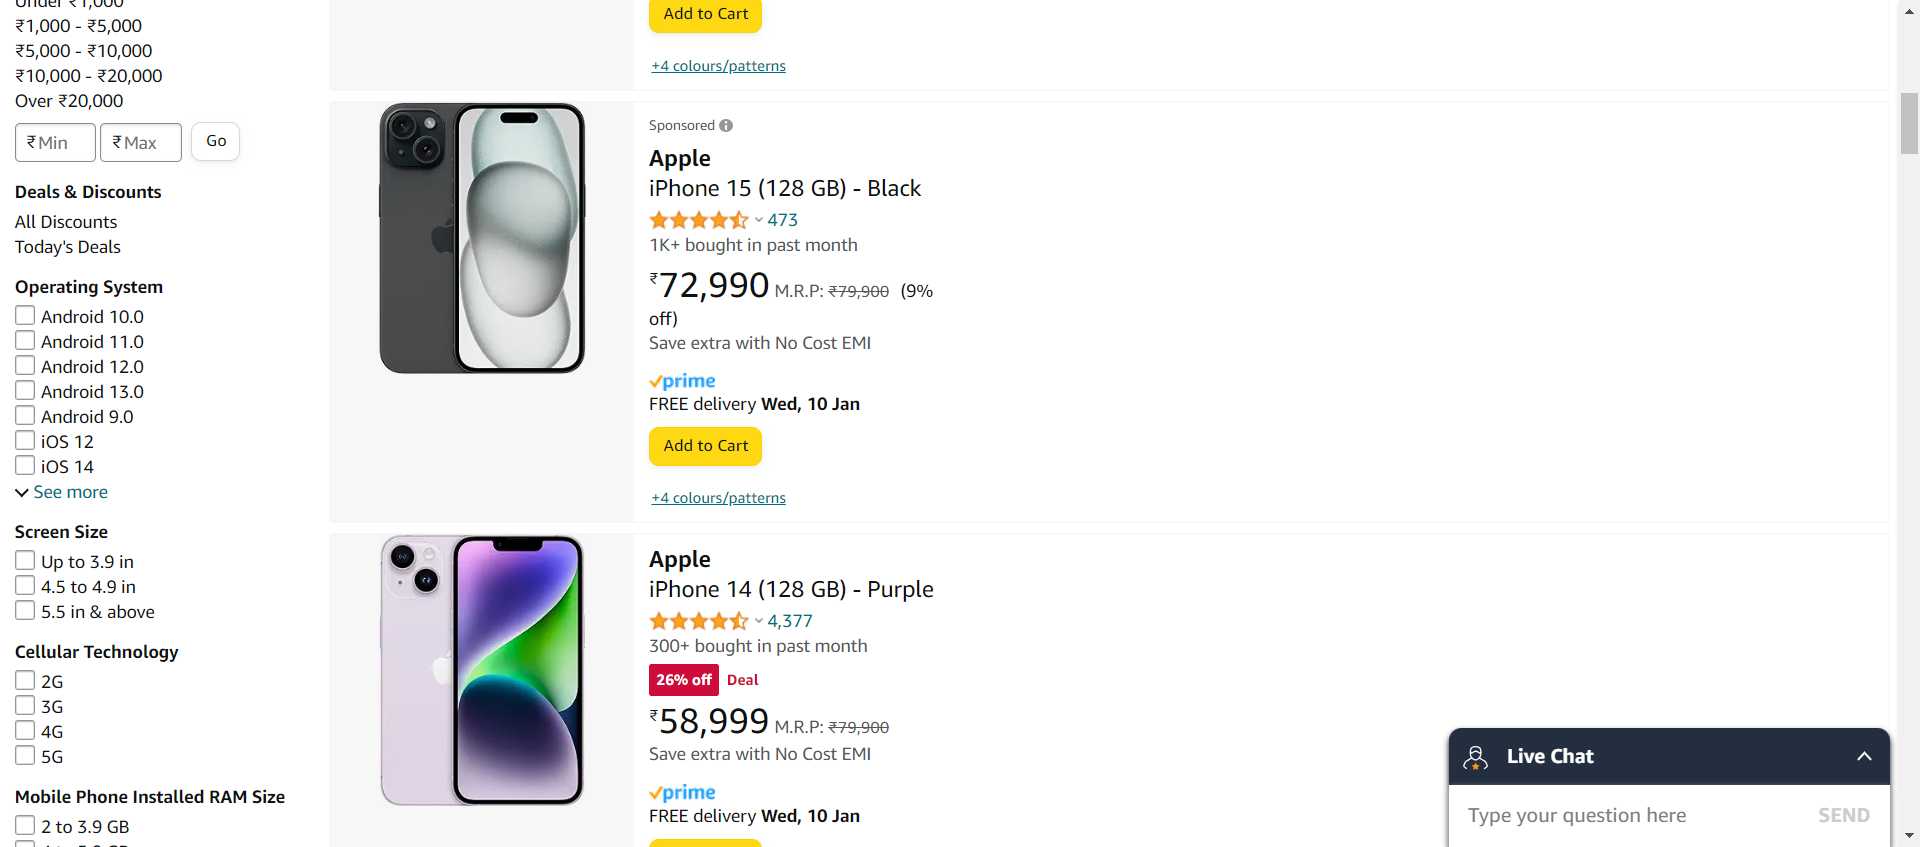 Under ₹1,000
₹1,000 - ₹5,000
₹5,000 - ₹10,000
₹10,000 - ₹20,000
Over ₹20,000
₹ Min ₹ Max Go
Deals & Discounts
All Discounts
Today's Deals
Operating System
Android 10.0
Android 11.0
Android 12.0
Android 13.0
Android 9.0
iOS 12
iOS 14
See more
Screen Size
Up to 3.9 in
4.5 to 4.9 in
5.5 in & above
Cellular Technology
2G
3G
4G
5G
Mobile Phone Installed RAM Size
2 to 3.9 GB
Add to Cart
+4 colours/patterns
Sponsored
Apple
iPhone 15 (128 GB) - Black
473
1K+ bought in past month
₹72,990 M.R.P: ₹79,900 (9%
off)
Save extra with No Cost EMI
prime
FREE delivery Wed, 10 Jan
Add to Cart
+4 colours/patterns
Apple
iPhone 14 (128 GB) - Purple
4,377
300+ bought in past month
26% off Deal
₹58,999 M.R.P: ₹79,900
Save extra with No Cost EMI
prime
FREE delivery Wed, 10 Jan
Live Chat
Type your question here SEND